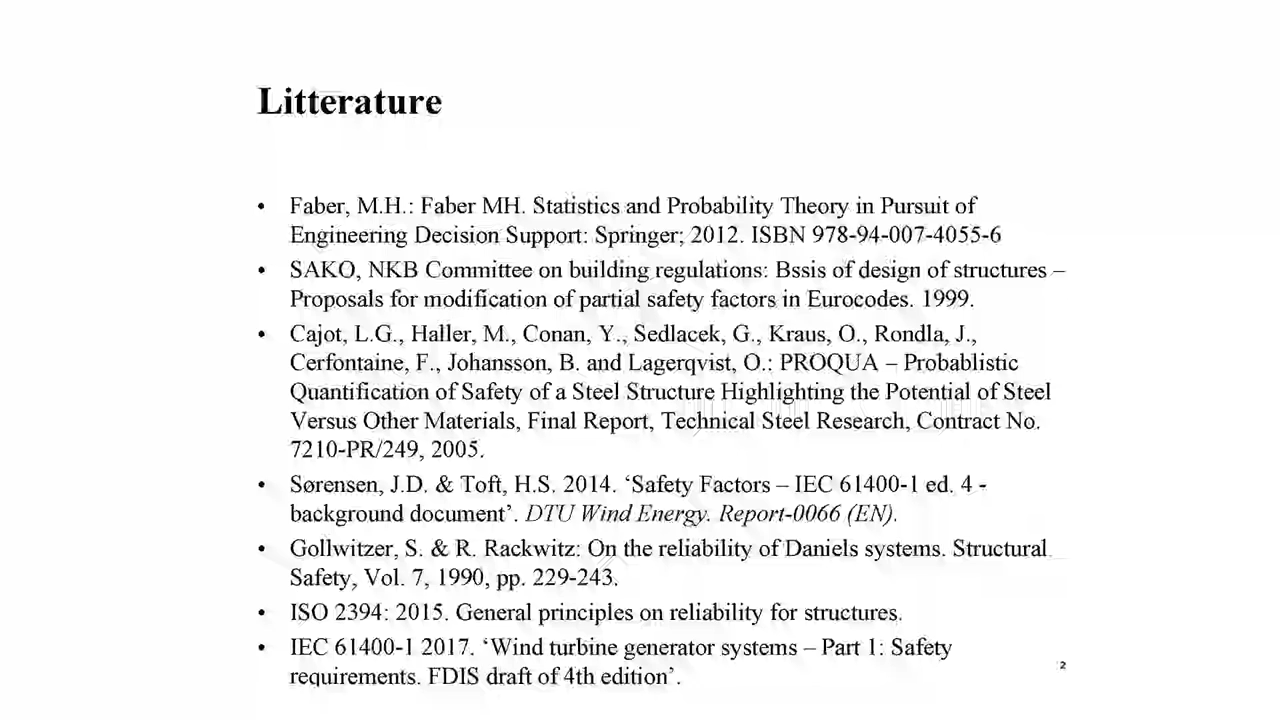 Litterature
• Faber, M.H.: Faber MH. Statistics and Probability Theory in Pursuit of
Engineering Decision Support: Springer; 2012. ISBN 978-94-007-4055-6
• SAKO, NKB Committee on building regulations: Bssis of design of structures –
Proposals for modification of partial safety factors in Eurocodes. 1999.
• Cajot, L.G., Haller, M., Conan, Y., Sedlacek, G., Kraus, O., Rondla, J.,
Cerfontaine, F., Johansson, B. and Lagerqvist, O.: PROQUA – Probablistic
Quantification of Safety of a Steel Structure Highlighting the Potential of Steel
Versus Other Materials, Final Report, Technical Steel Research, Contract No.
7210-PR/249, 2005.
• Sørensen, J.D. & Toft, H.S. 2014. ‘Safety Factors – IEC 61400-1 ed. 4 -
background document’. DTU Wind Energy. Report-0066 (EN).
• Gollwitzer, S. & R. Rackwitz: On the reliability of Daniels systems. Structural
Safety, Vol. 7, 1990, pp. 229-243.
• ISO 2394: 2015. General principles on reliability for structures.
• IEC 61400-1 2017. ‘Wind turbine generator systems – Part 1: Safety
requirements. FDIS draft of 4th edition’.
2